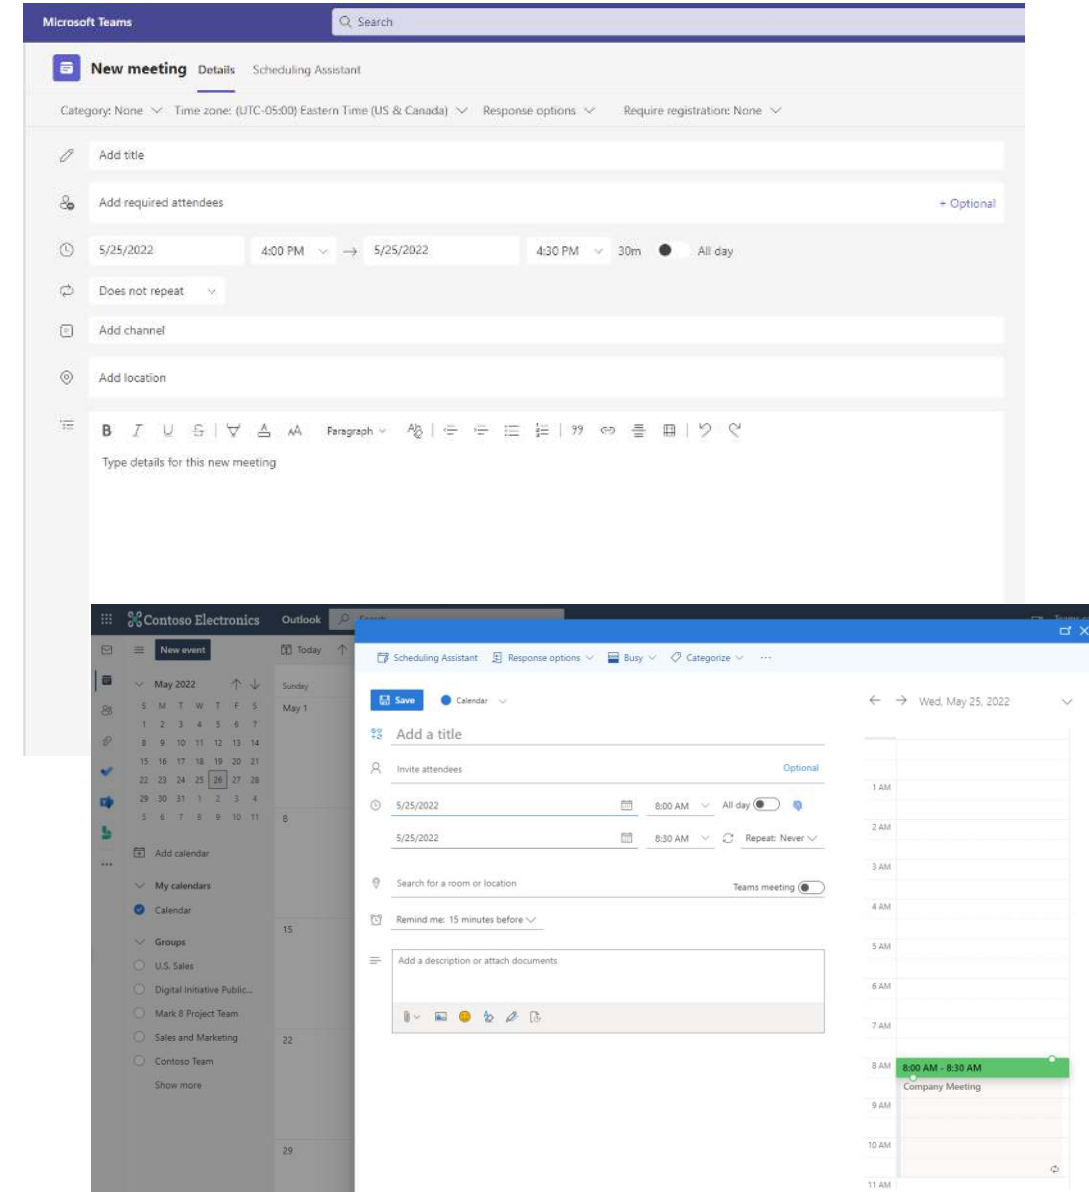 Microsoft Teams
Search
New meeting Details Scheduling Assistant
Category: None Time zone: (UTC-05:00) Eastern Time (US & Canada) Response options Require registration: None
Add title
Add required attendees + Optional
5/25/2022 4:00 PM → 5/25/2022 4:30 PM 30m All day
Does not repeat
Add channel
Add location
B I U S Paragraph
Type details for this new meeting
Contoso Electronics Outlook
New event Today
May 2022
S M T W T F S
1 2 3 4 5 6 7
8 9 10 11 12 13 14
15 16 17 18 19 20 21
22 23 24 25 26 27 28
29 30 31 1 2 3 4
5 6 7 8 9 10 11
Add calendar
My calendars
Calendar
Groups
U.S. Sales
Digital Initiative Public...
Mark 8 Project Team
Sales and Marketing
Contoso Team
Show more
Sunday
May 1
8
15
22
29
Scheduling Assistant Response options Busy Categorize ...
Save Calendar
Add a title
Invite attendees Optional
5/25/2022 8:00 AM All day
5/25/2022 8:30 AM Repeat: Never
Search for a room or location Teams meeting
Remind me: 15 minutes before
Add a description or attach documents
Wed, May 25, 2022
1 AM
2 AM
3 AM
4 AM
5 AM
6 AM
7 AM
8 AM 8:00 AM - 8:30 AM
Company Meeting
9 AM
10 AM
11 AM